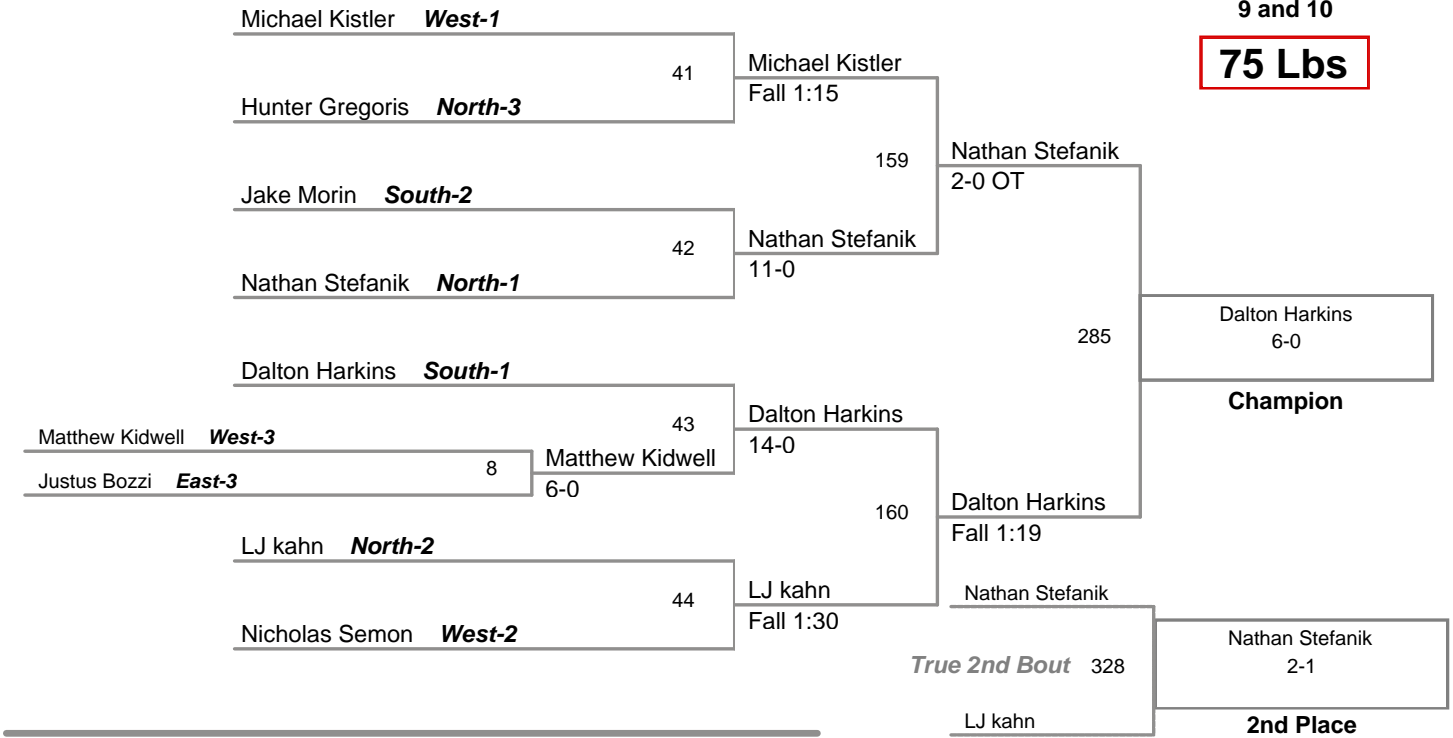 9 and 10
75 Lbs
Michael Kistler West-1
41
Hunter Gregoris North-3
Michael Kistler
Fall 1:15
159
Jake Morin South-2
42
Nathan Stefanik North-1
Nathan Stefanik
11-0
Nathan Stefanik
2-0 OT
285
Dalton Harkins South-1
43
Matthew Kidwell West-3
8
Justus Bozzi East-3
Matthew Kidwell
6-0
Dalton Harkins
14-0
160
LJ kahn North-2
44
Nicholas Semon West-2
LJ kahn
Fall 1:30
Dalton Harkins
Fall 1:19
Dalton Harkins
6-0
Champion
Nathan Stefanik
True 2nd Bout 328
LJ kahn
Nathan Stefanik
2-1
2nd Place